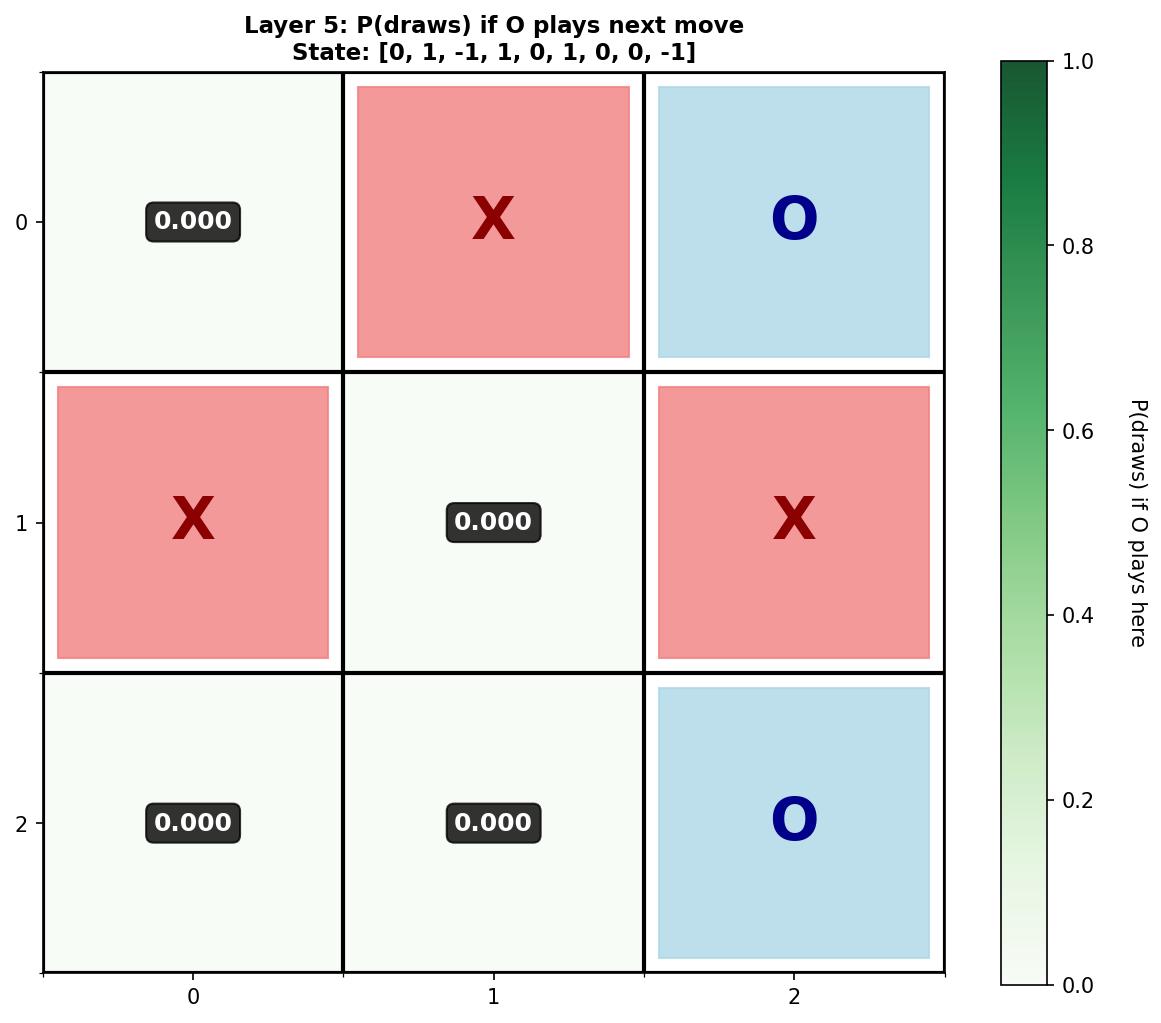 Layer 5: P(draws) if O plays next move
State: [0, 1, -1, 1, 0, 1, 0, 0, -1]
0.000 X O
X 0.000 X
0.000 0.000 O
0
1
2
0 1 2
1.0
0.8
0.6
0.4
0.2
0.0
P(draws) if O plays here